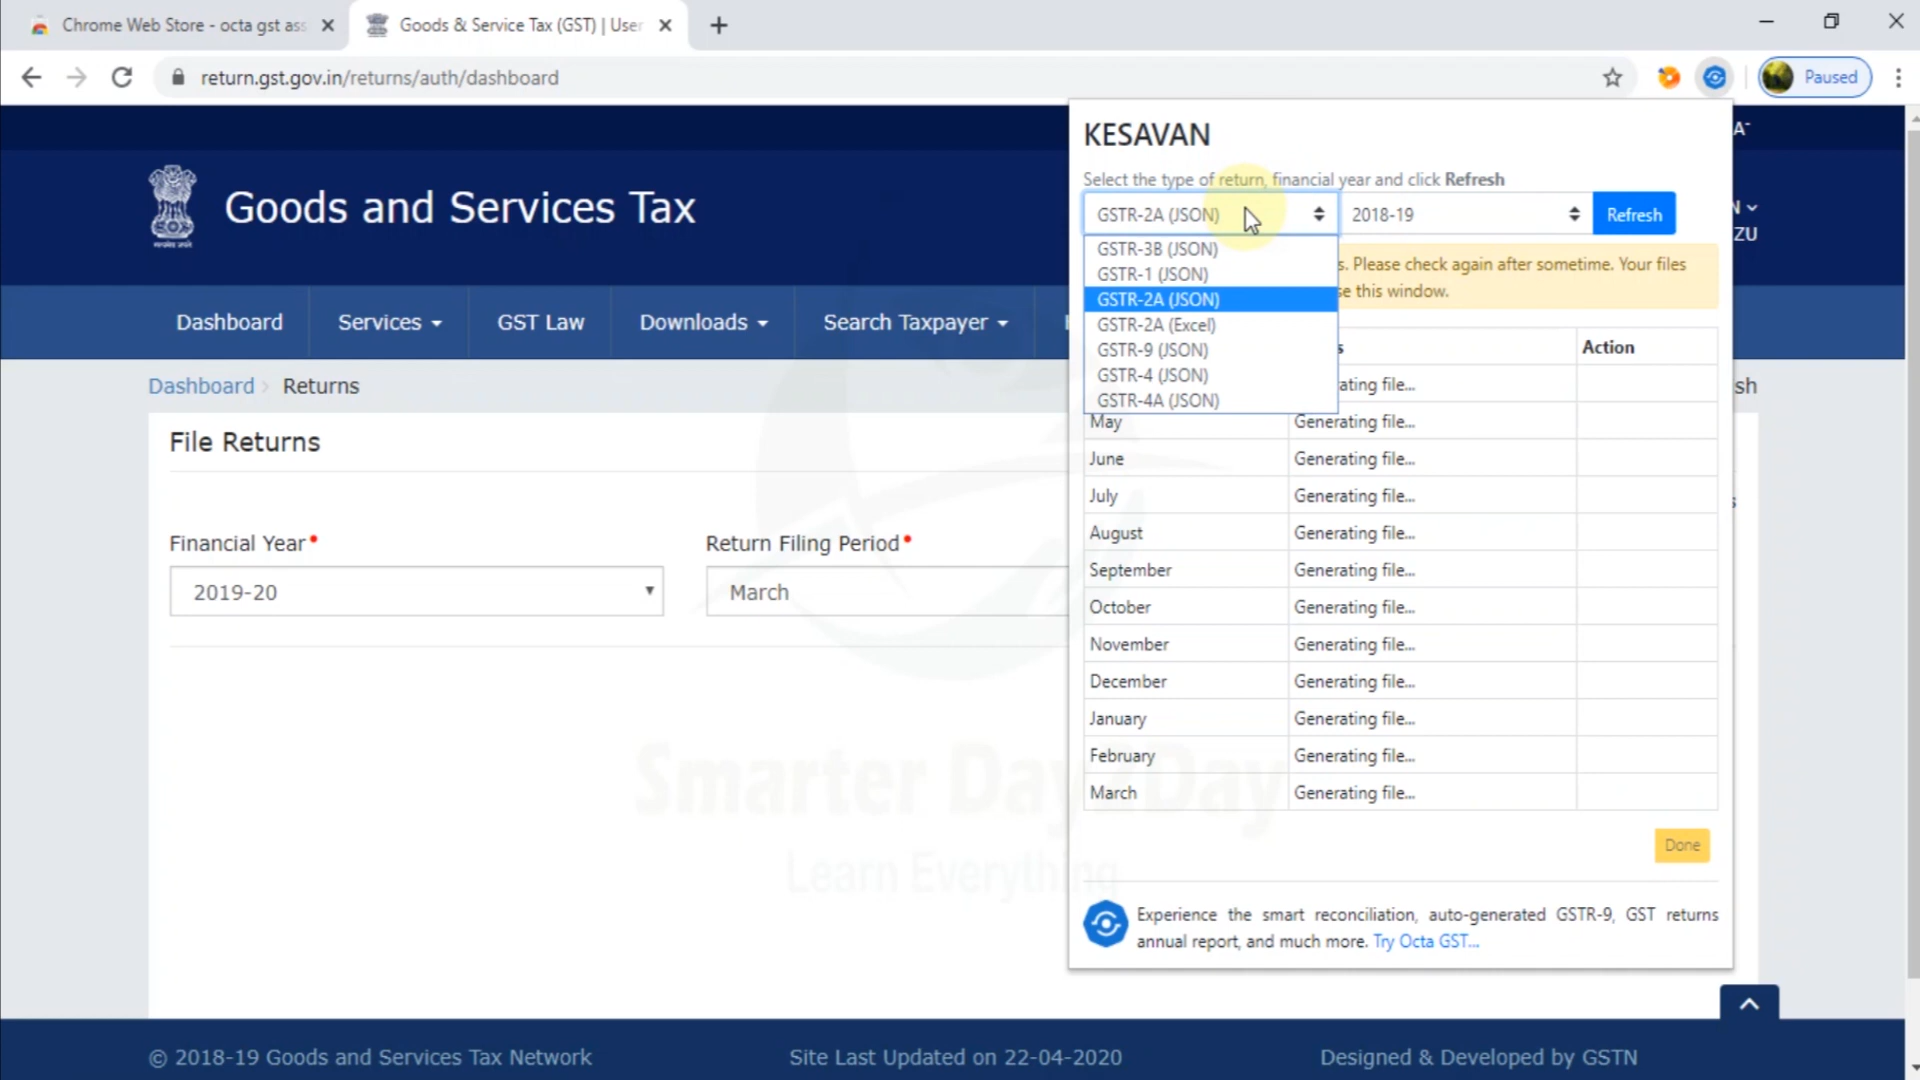 Chrome Web Store - octa gst ass
Goods & Service Tax (GST) | User
return.gst.gov.in/returns/auth/dashboard
Paused
Goods and Services Tax
A-
N
ZU
Dashboard
Services
GST Law
Downloads
Search Taxpayer
Dashboard > Returns
sh
File Returns
Financial Year•
2019-20
Return Filing Period•
March
KESAVAN
Select the type of return, financial year and click Refresh
GSTR-2A (JSON)
2018-19
Refresh
GSTR-3B (JSON)
GSTR-1 (JSON)
GSTR-2A (JSON)
GSTR-2A (Excel)
GSTR-9 (JSON)
GSTR-4 (JSON)
GSTR-4A (JSON)
s. Please check again after sometime. Your files
se this window.
s Action
ating file...
May Generating file...
June Generating file...
July Generating file...
August Generating file...
September Generating file...
October Generating file...
November Generating file...
December Generating file...
January Generating file...
February Generating file...
March Generating file...
Done
Experience the smart reconciliation, auto-generated GSTR-9, GST returns
annual report, and much more. Try Octa GST...
Smarter Day2Day
Learn Everything
© 2018-19 Goods and Services Tax Network
Site Last Updated on 22-04-2020
Designed & Developed by GSTN